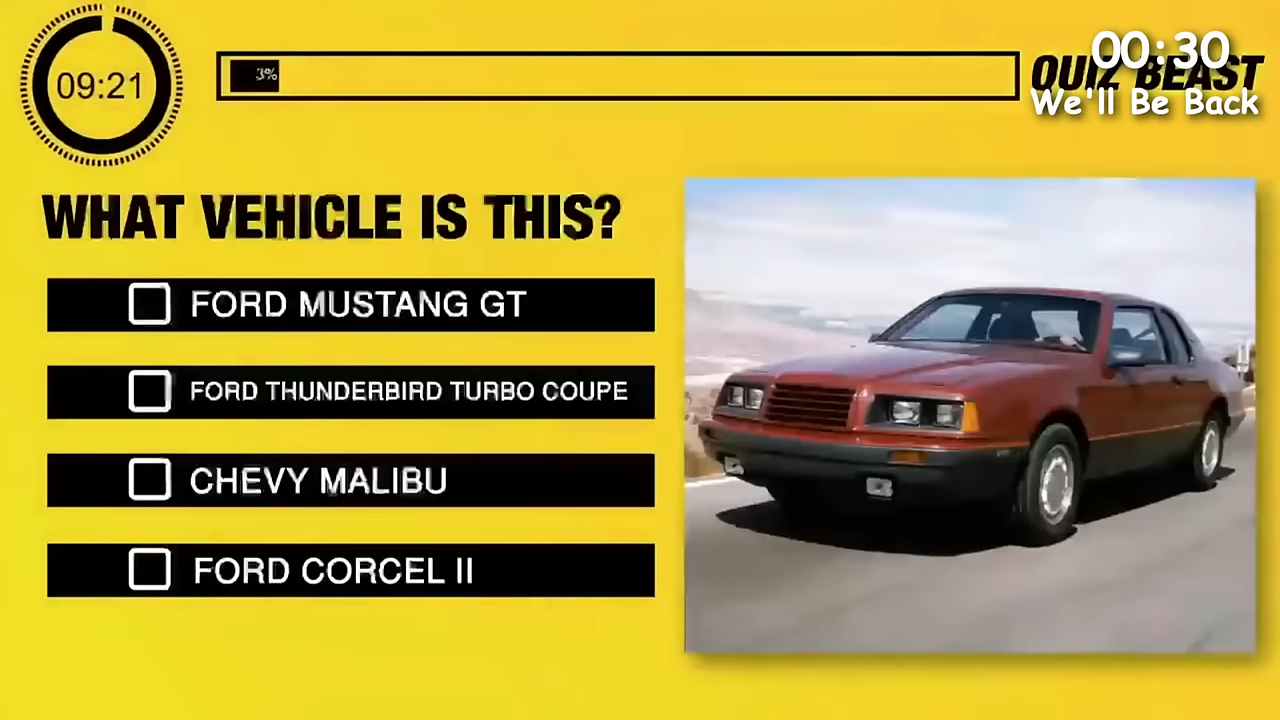 09:21
3%
00:30
QUIZ BEAST
We'll Be Back
WHAT VEHICLE IS THIS?
FORD MUSTANG GT
FORD THUNDERBIRD TURBO COUPE
CHEVY MALIBU
FORD CORCEL II